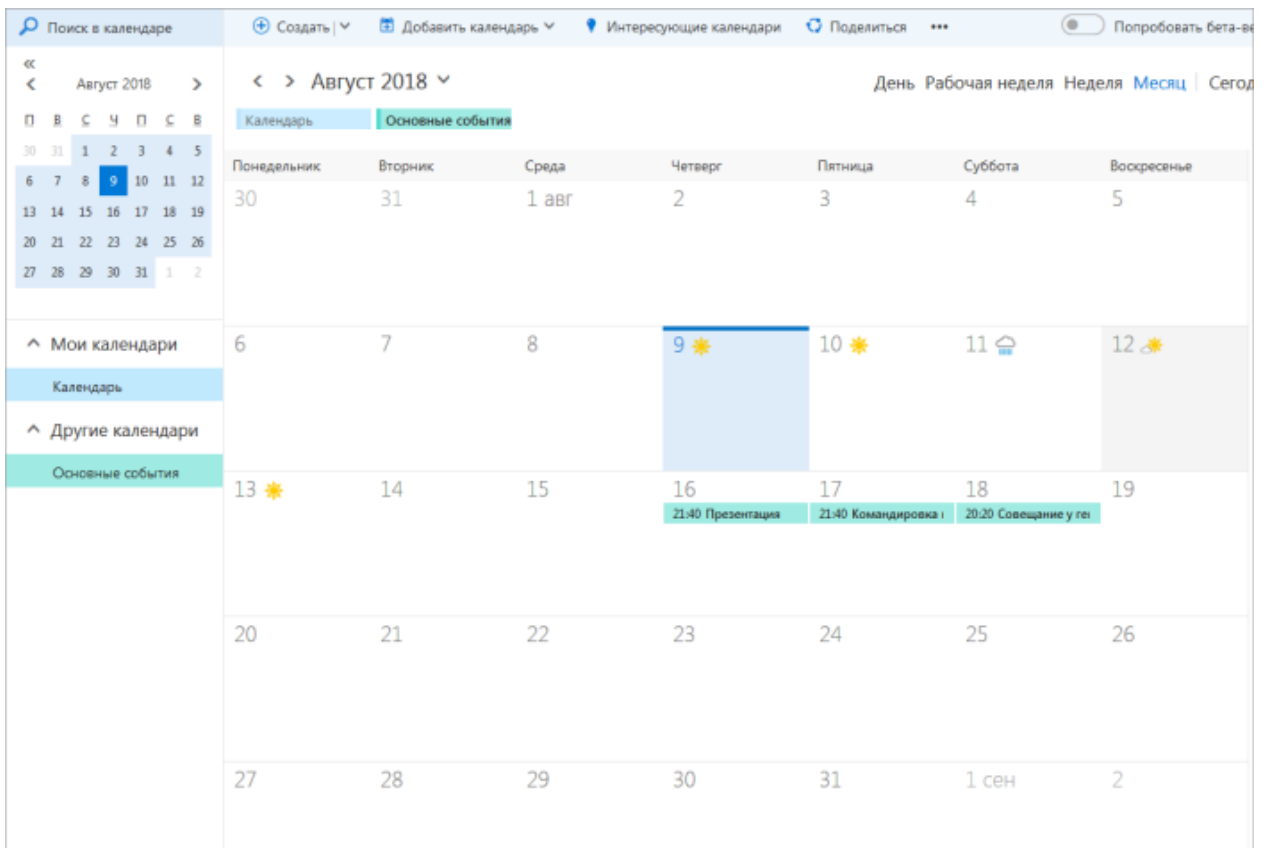 Поиск в календаре
Создать
Добавить календарь
Интересующие календари
Поделиться
Попробовать бета-ве
Август 2018
П В С Ч П С В
30 31 1 2 3 4 5
6 7 8 9 10 11 12
13 14 15 16 17 18 19
20 21 22 23 24 25 26
27 28 29 30 31 1 2
Мои календари
Календарь
Другие календари
Основные события
Август 2018
День Рабочая неделя Неделя Месяц Сегод
Календарь Основные события
Понедельник Вторник Среда Четверг Пятница Суббота Воскресенье
30 31 1 авг 2 3 4 5
6 7 8 9 10 11 12
13 14 15 16 17 18 19
21:40 Презентация 21:40 Командировка 20:20 Совещание у ге
20 21 22 23 24 25 26
27 28 29 30 31 1 сен 2